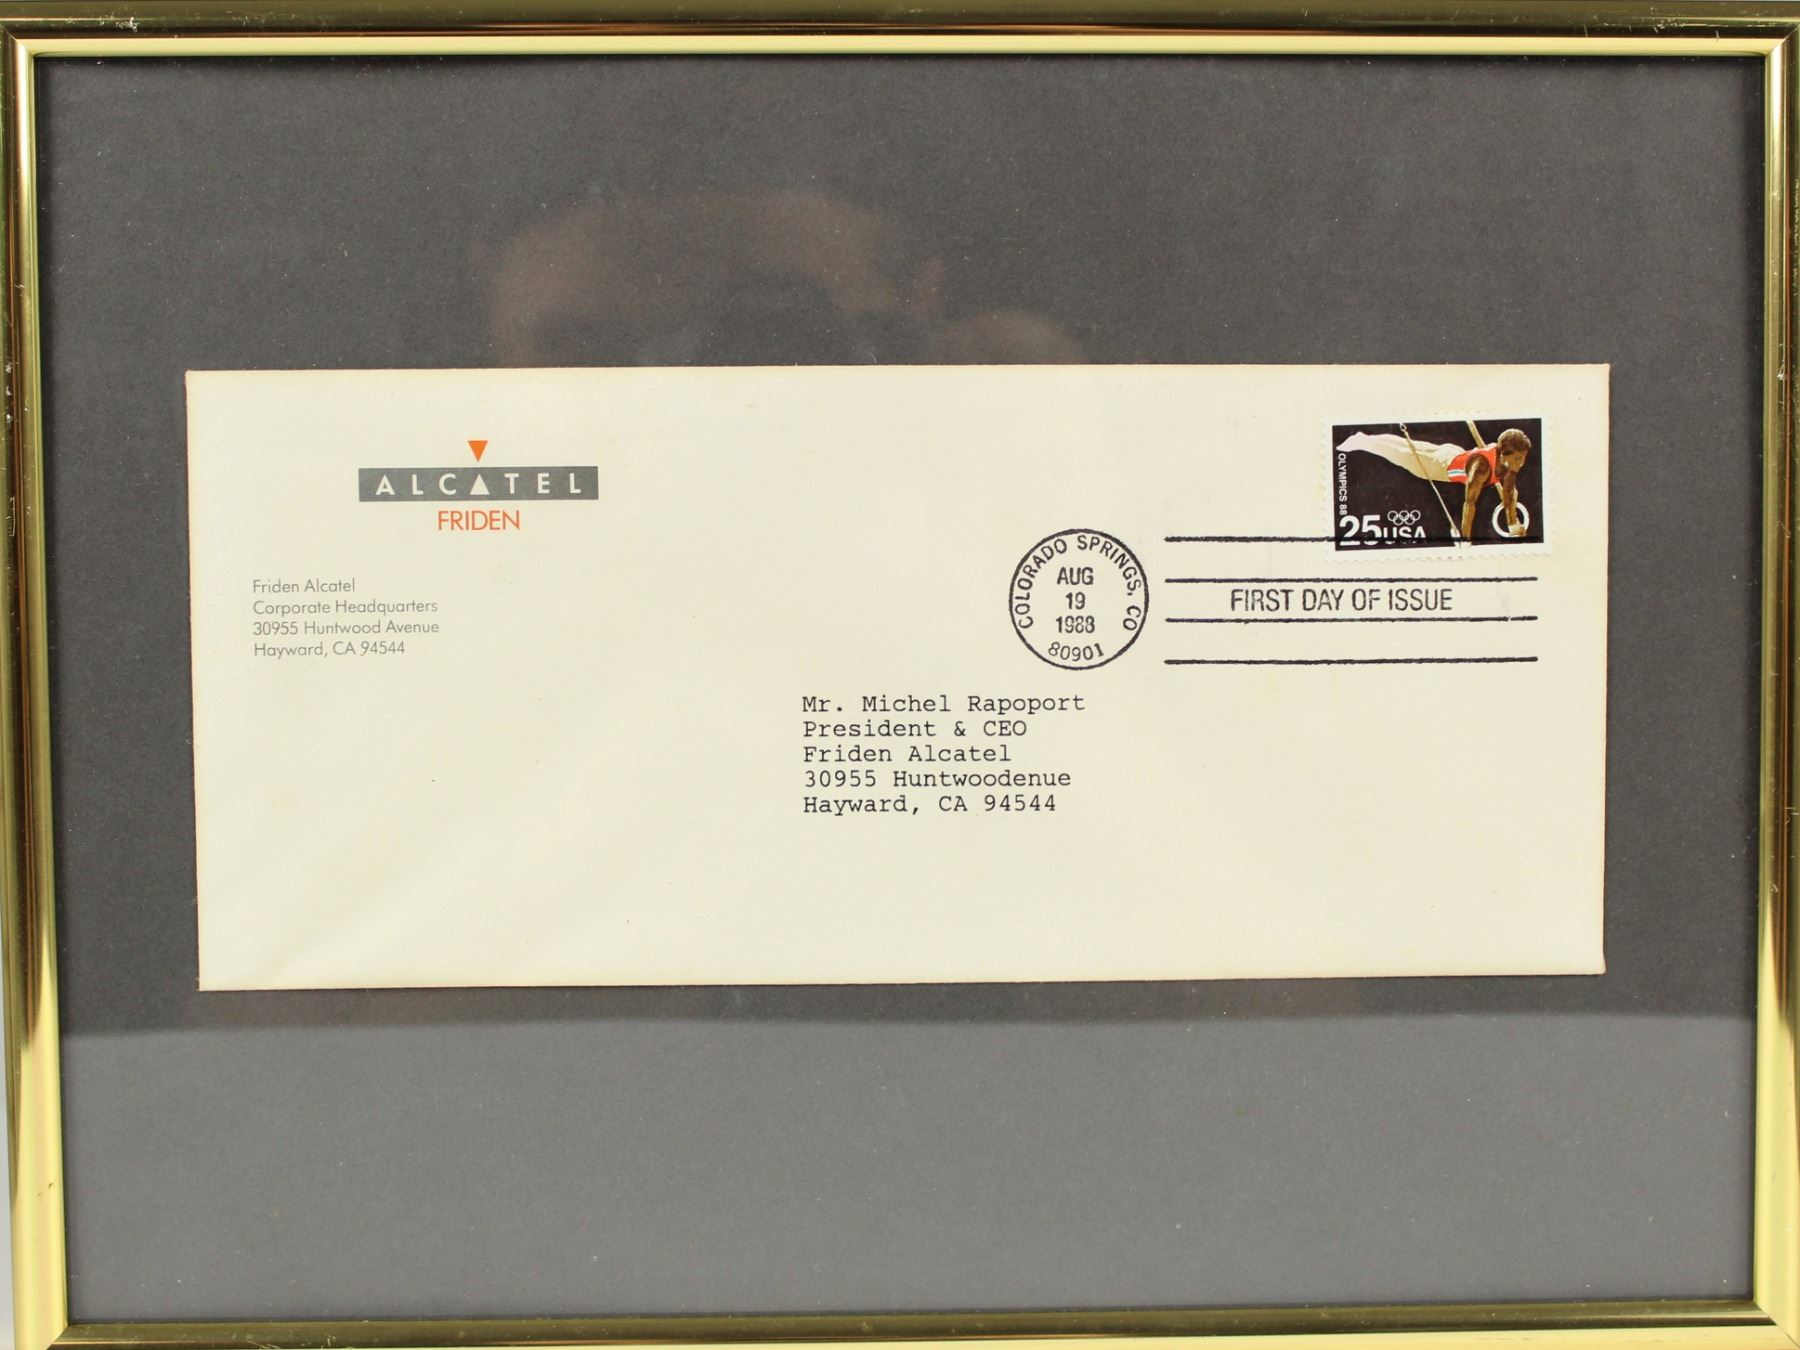 ALCATEL
FRIDEN
Friden Alcatel
Corporate Headquarters
30955 Huntwood Avenue
Hayward, CA 94544
OLYMPICS 88
25USA
COLORADO SPRINGS, CO
AUG
19
1988
80901
FIRST DAY OF ISSUE
Mr. Michel Rapoport
President & CEO
Friden Alcatel
30955 Huntwoodenue
Hayward, CA 94544